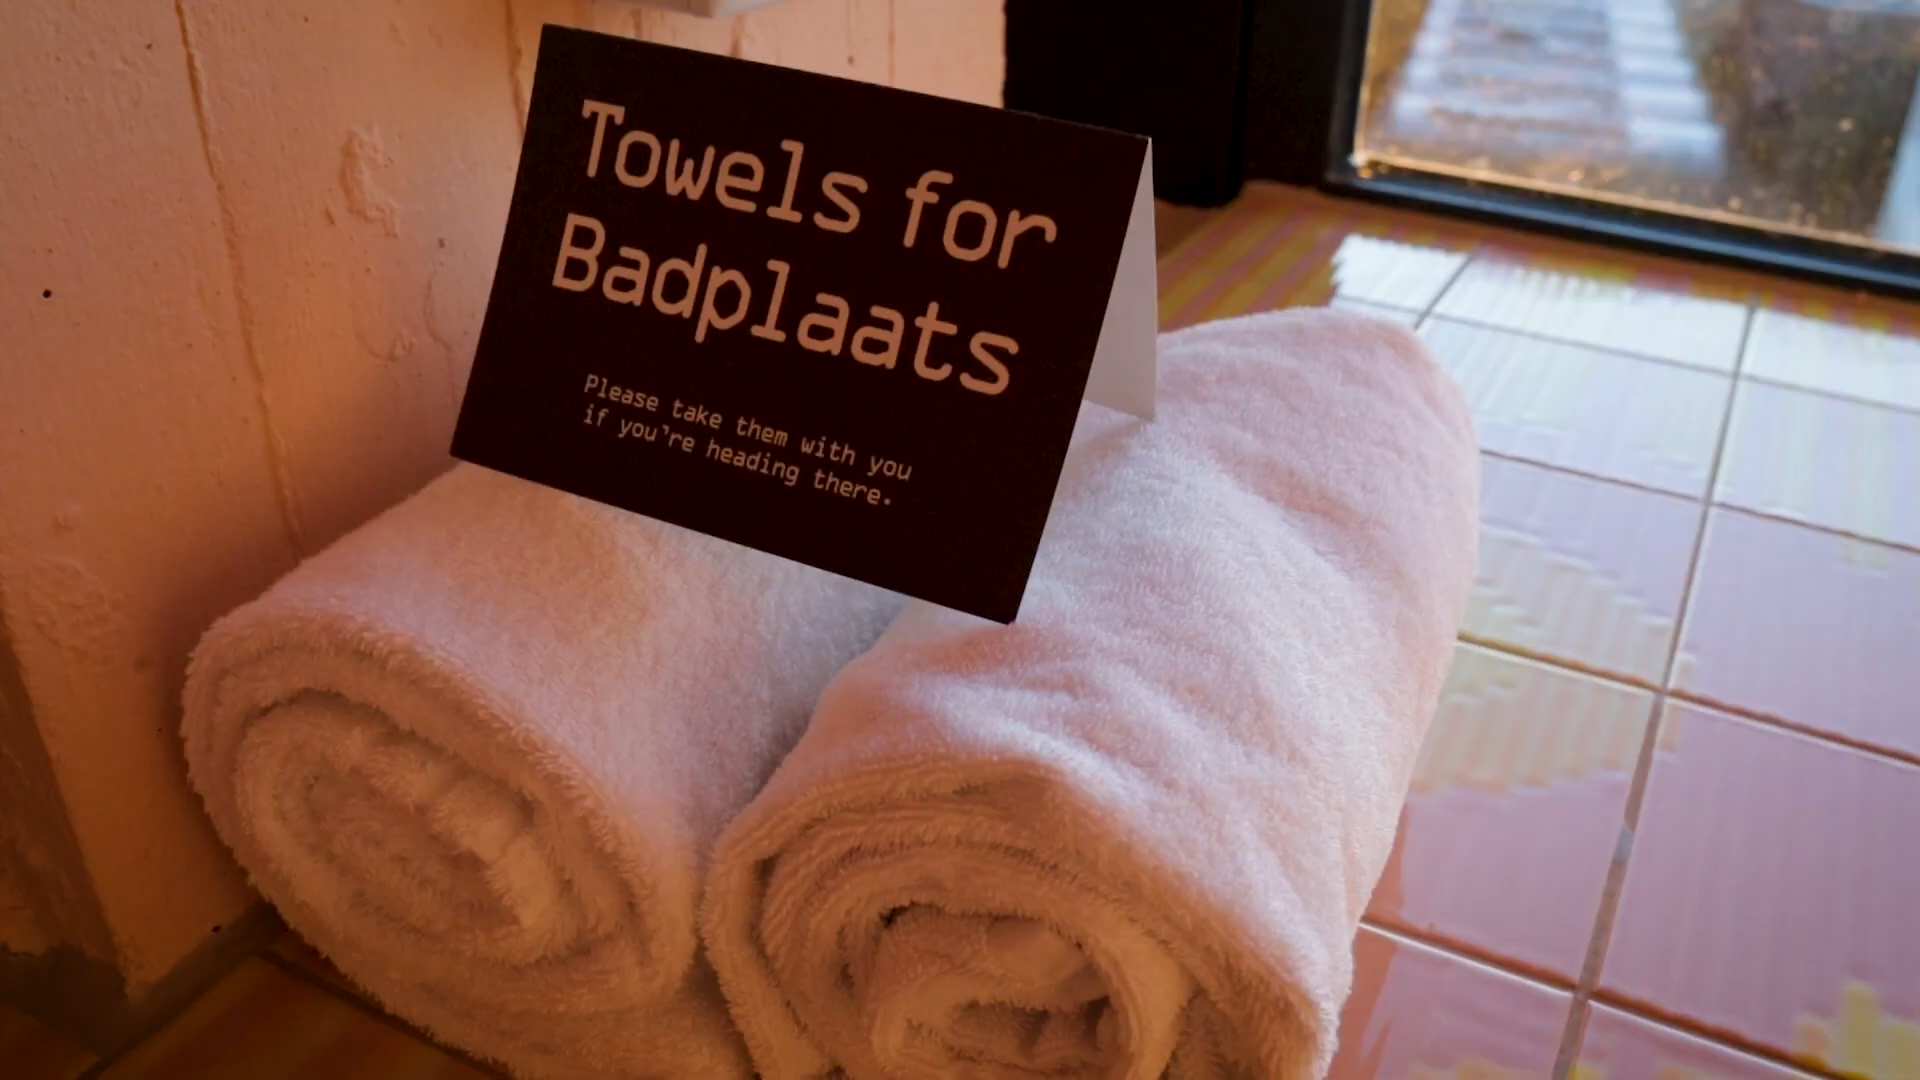 Towels for
Badplaats
Please take them with you
if you're heading there.